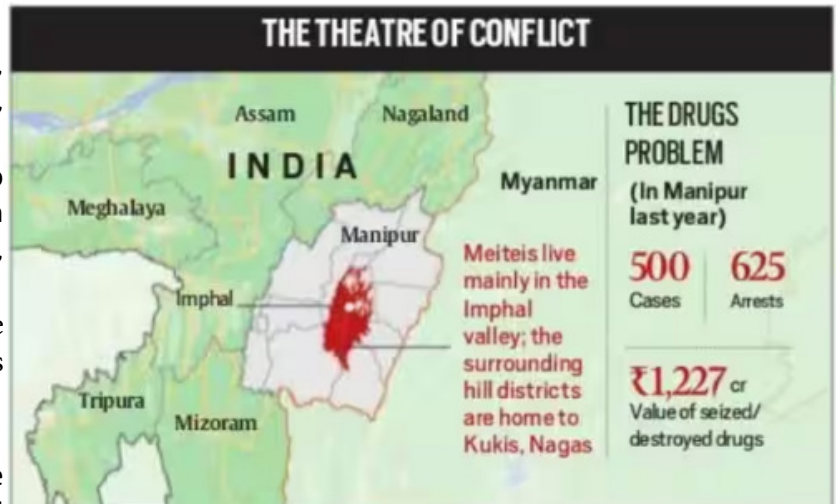 THE THEATRE OF CONFLICT
Assam
Nagaland
INDIA
Myanmar
Meghalaya
Manipur
Imphal
Tripura
Mizoram
Meiteis live
mainly in the
Imphal
valley; the
surrounding
hill districts
are home to
Kukis, Nagas
THE DRUGS
PROBLEM
(In Manipur
last year)
500
Cases
625
Arrests
₹1,227 cr
Value of seized/
destroyed drugs